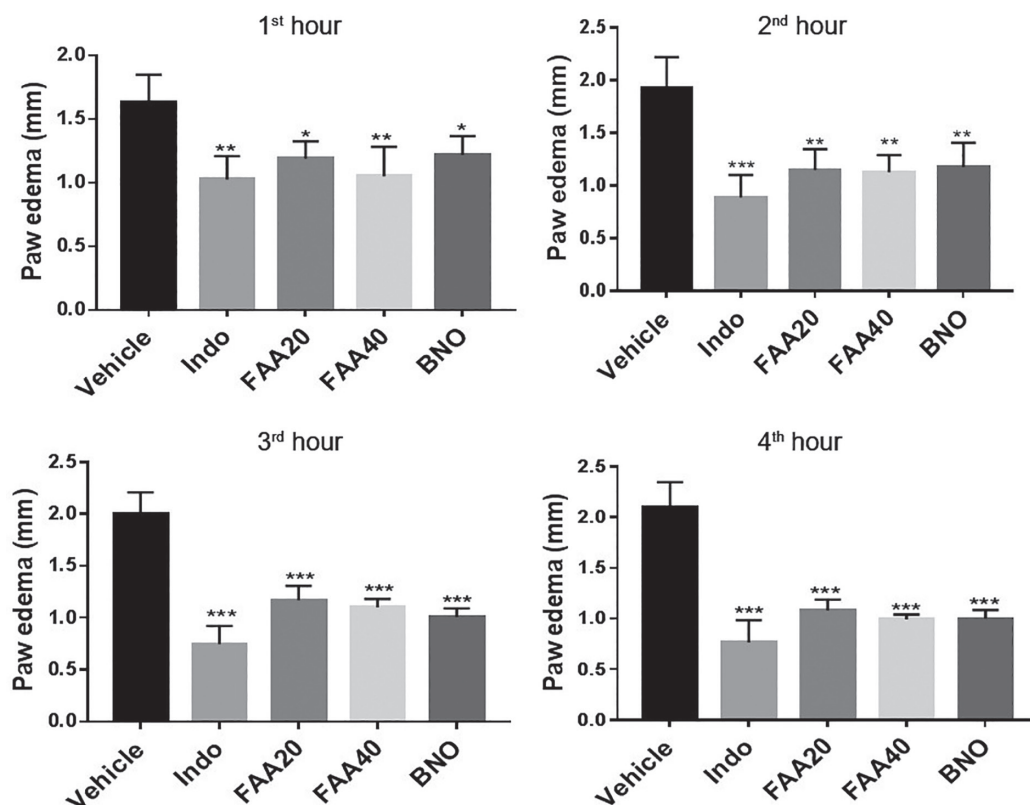 1st hour
Paw edema (mm)
2.0
1.5
1.0
0.5
0.0
**
*
**
*
Vehicle
Indo
FAA20
FAA40
BNO
2nd hour
Paw edema (mm)
2.5
2.0
1.5
1.0
0.5
0.0
***
**
**
**
Vehicle
Indo
FAA20
FAA40
BNO
3rd hour
Paw edema (mm)
2.5
2.0
1.5
1.0
0.5
0.0
***
***
***
***
Vehicle
Indo
FAA20
FAA40
BNO
4th hour
Paw edema (mm)
2.5
2.0
1.5
1.0
0.5
0.0
***
***
***
***
Vehicle
Indo
FAA20
FAA40
BNO